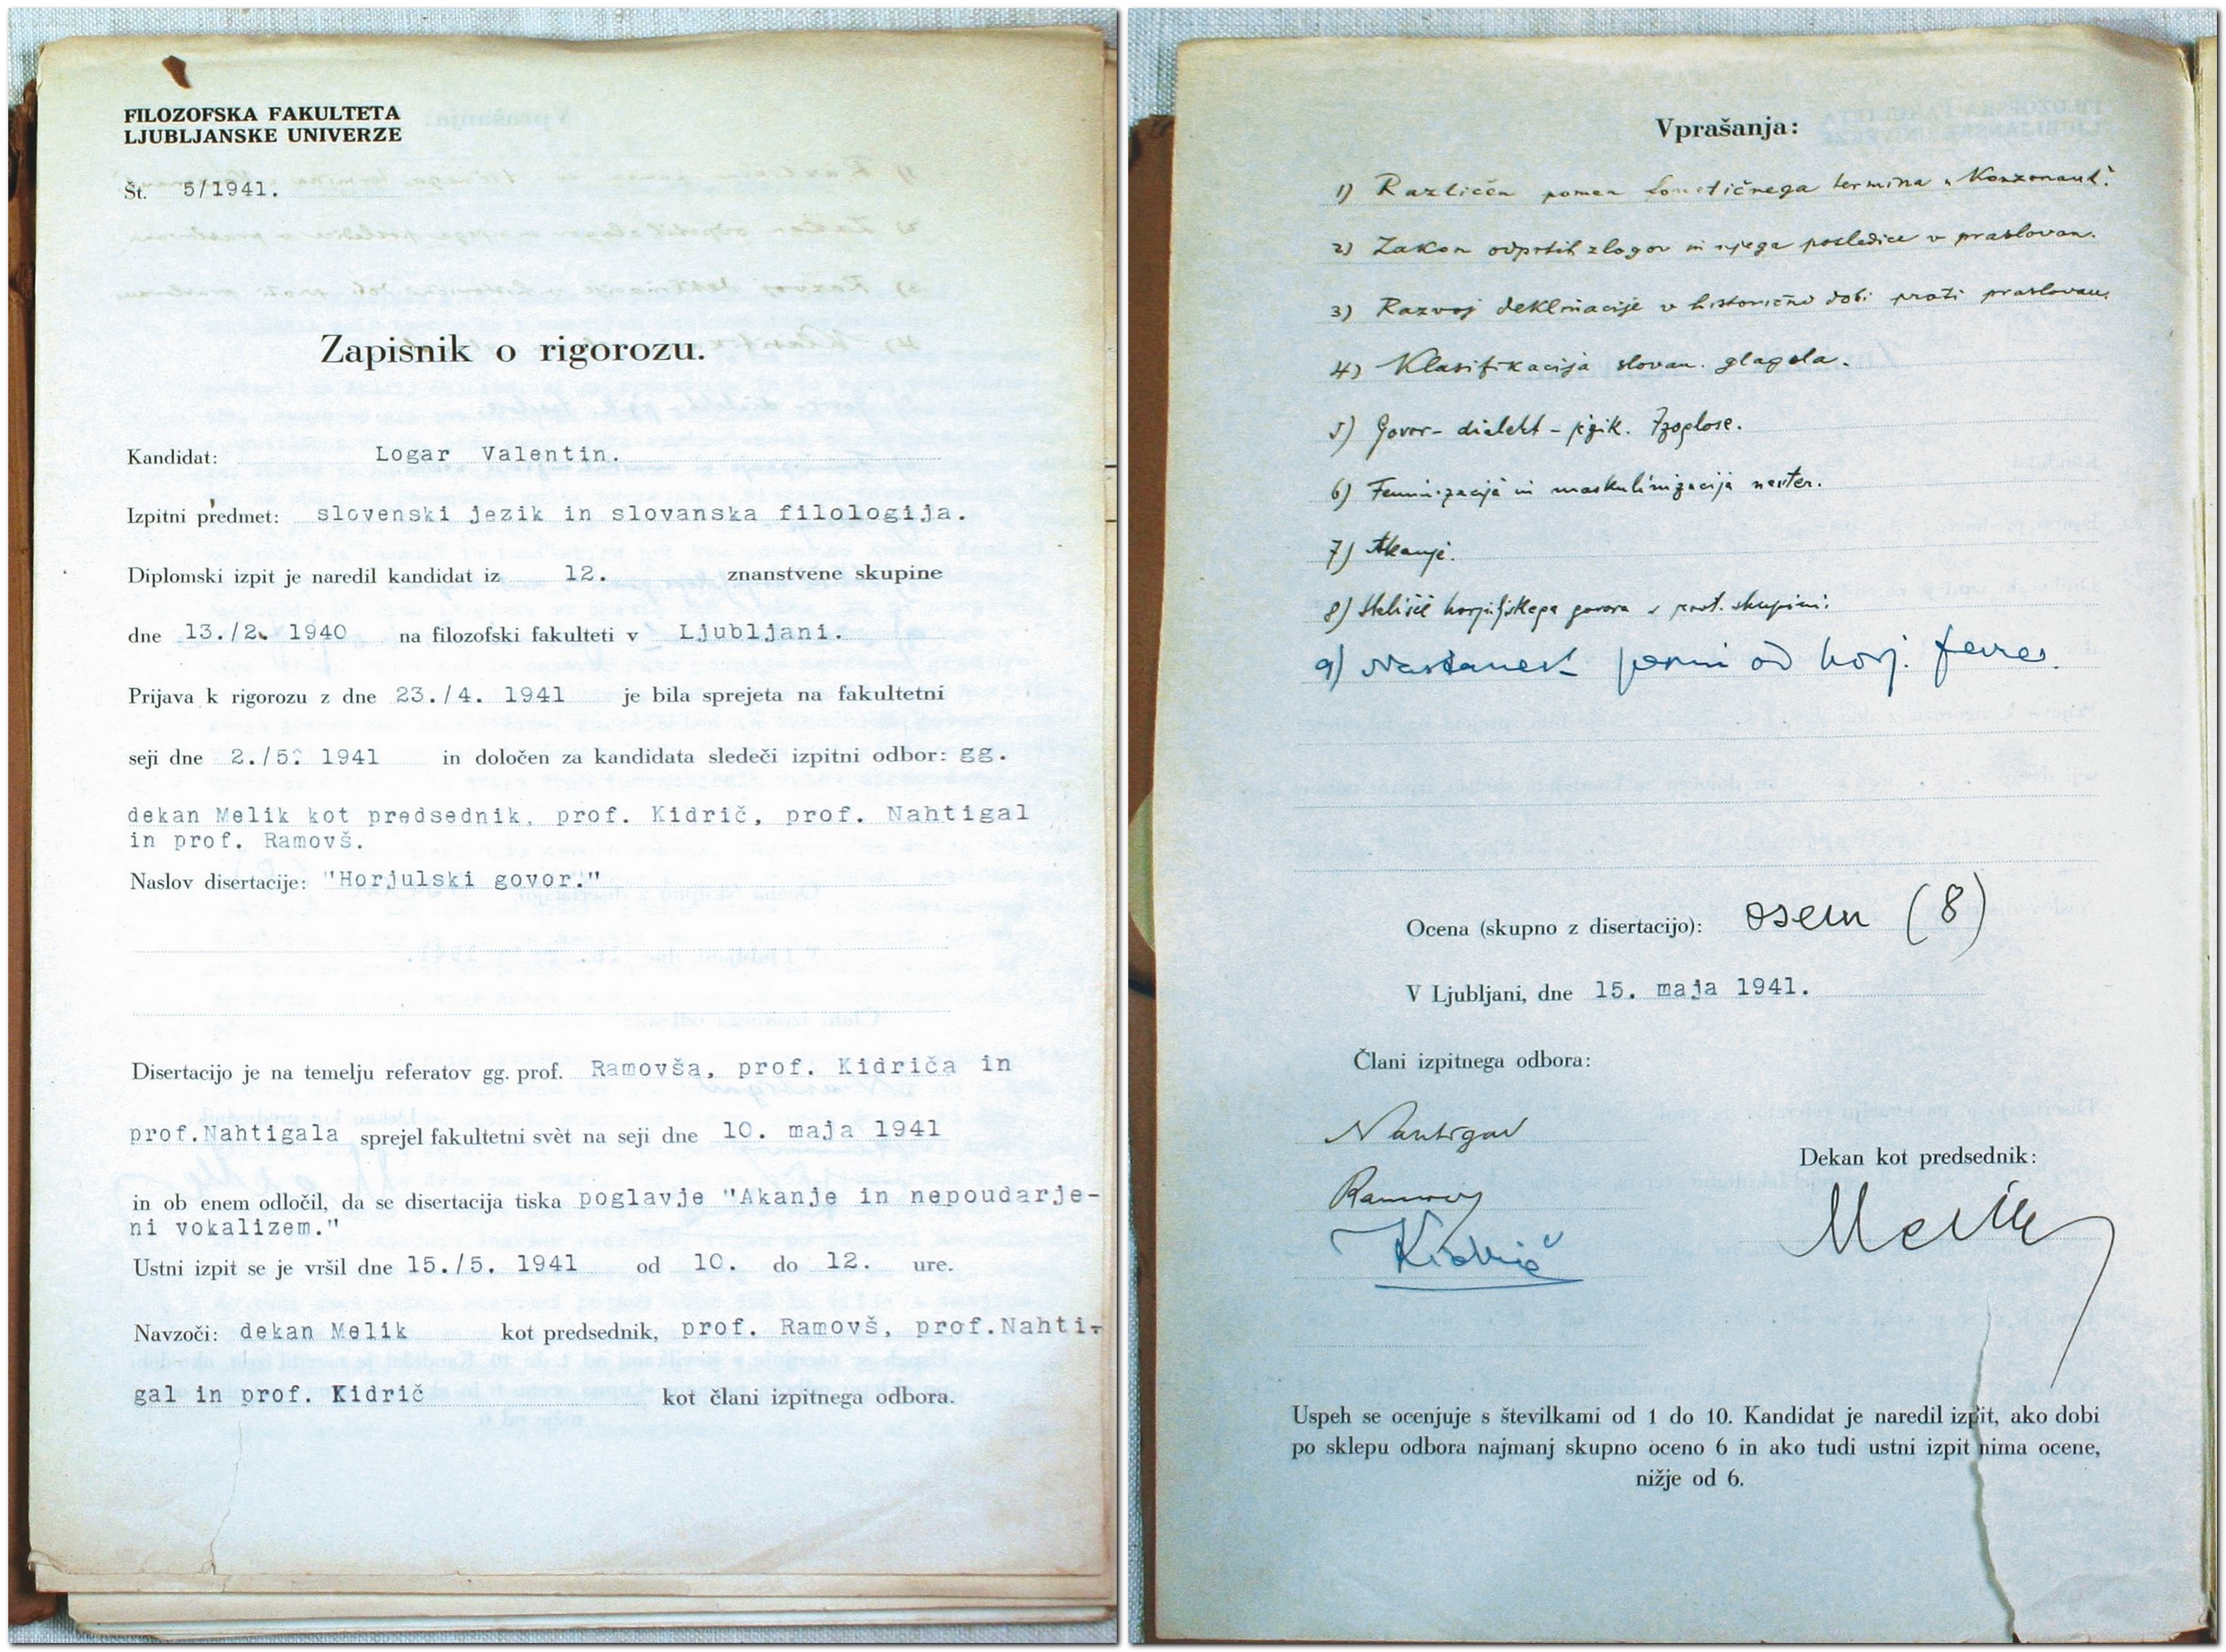 FILOZOFSKA FAKULTETA
LJUBLJANSKE UNIVERZE
Št. 5/1941.
Zapisnik o rigorozu.
Kandidat: Logar Valentin.
Izpitni predmet: slovenski jezik in slovanska filologija.
Diplomski izpit je naredil kandidat iz 12. znanstvene skupine
dne 13./2. 1940 na filozofski fakulteti v Ljubljani.
Prijava k rigorozu z dne 23./4. 1941 je bila sprejeta na fakultetni
seji dne 2./5. 1941 in določen za kandidata sledeči izpitni odbor: gg.
dekan Melik kot predsednik, prof. Kidrič, prof. Nahtigal
in prof. Ramovš.
Naslov disertacije: "Horjulski govor."
Disertacijo je na temelju referatov gg. prof. Ramovša, prof. Kidriča in
prof.Nahtigala sprejel fakultetni svèt na seji dne 10. maja 1941
in ob enem odločil, da se disertacija tiska poglavje "Akanje in nepoudarje-
ni vokalizem."
Ustni izpit se je vršil dne 15./5. 1941 od 10. do 12. ure.
Navzoči: dekan Melik kot predsednik, prof. Ramovš, prof.Nahti-
gal in prof. Kidrič kot člani izpitnega odbora.
Vprašanja:
1) Različen pomen fonetičnega termina „Konzonant".
2) Zakon odprtih zlogov in njega posledice v praslovan.
3) Razvoj deklinacije v historični dobi proti praslovan.
4) Klasifikacija slovan. glagola.
5) Govor - dialekt - jezik. Izoglose.
6) Feminizacija in maskulinizacija nevter.
7) Akanje.
8) Stališče horjuljskega govora v rovt. skupini.
9) Nastanek pesmi od horj. fare.
Ocena (skupno z disertacijo): osem (8)
V Ljubljani, dne 15. maja 1941.
Člani izpitnega odbora:
Nahtigal
Ramovš
Kidrič
Dekan kot predsednik:
Melik
Uspeh se ocenjuje s številkami od 1 do 10. Kandidat je naredil izpit, ako dobi
po sklepu odbora najmanj skupno oceno 6 in ako tudi ustni izpit nima ocene,
nižje od 6.